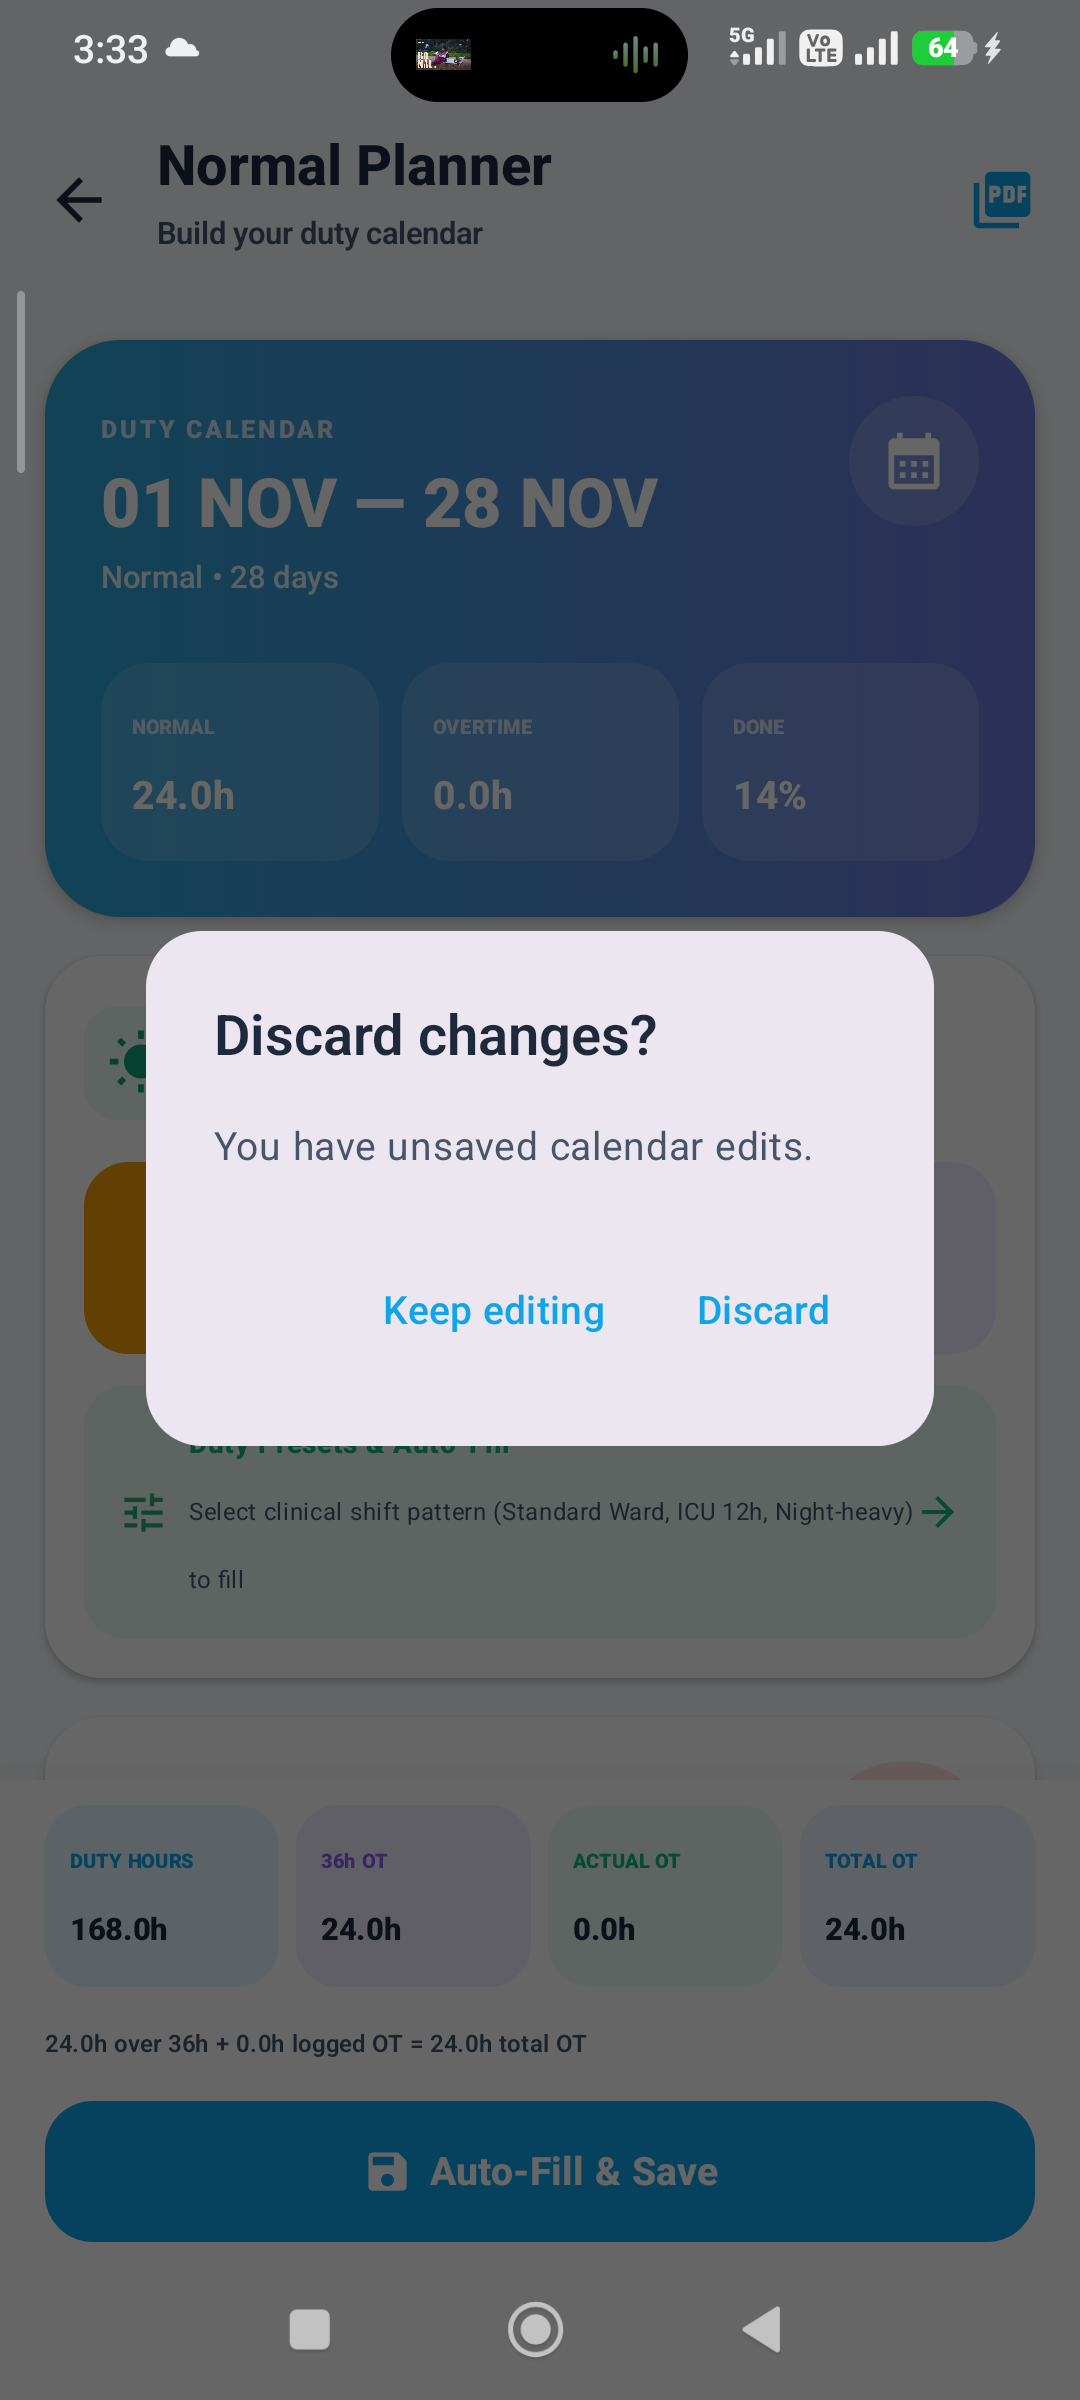 3:33
5G
Vo
LTE
64
Normal Planner
Build your duty calendar
PDF
DUTY CALENDAR
01 NOV — 28 NOV
Normal • 28 days
NORMAL
OVERTIME
DONE
24.0h
0.0h
14%
Discard changes?
You have unsaved calendar edits.
Keep editing
Discard
Duty Presets & Auto-Fill
Select clinical shift pattern (Standard Ward, ICU 12h, Night-heavy)
to fill
DUTY HOURS
36h OT
ACTUAL OT
TOTAL OT
168.0h
24.0h
0.0h
24.0h
24.0h over 36h + 0.0h logged OT = 24.0h total OT
Auto-Fill & Save